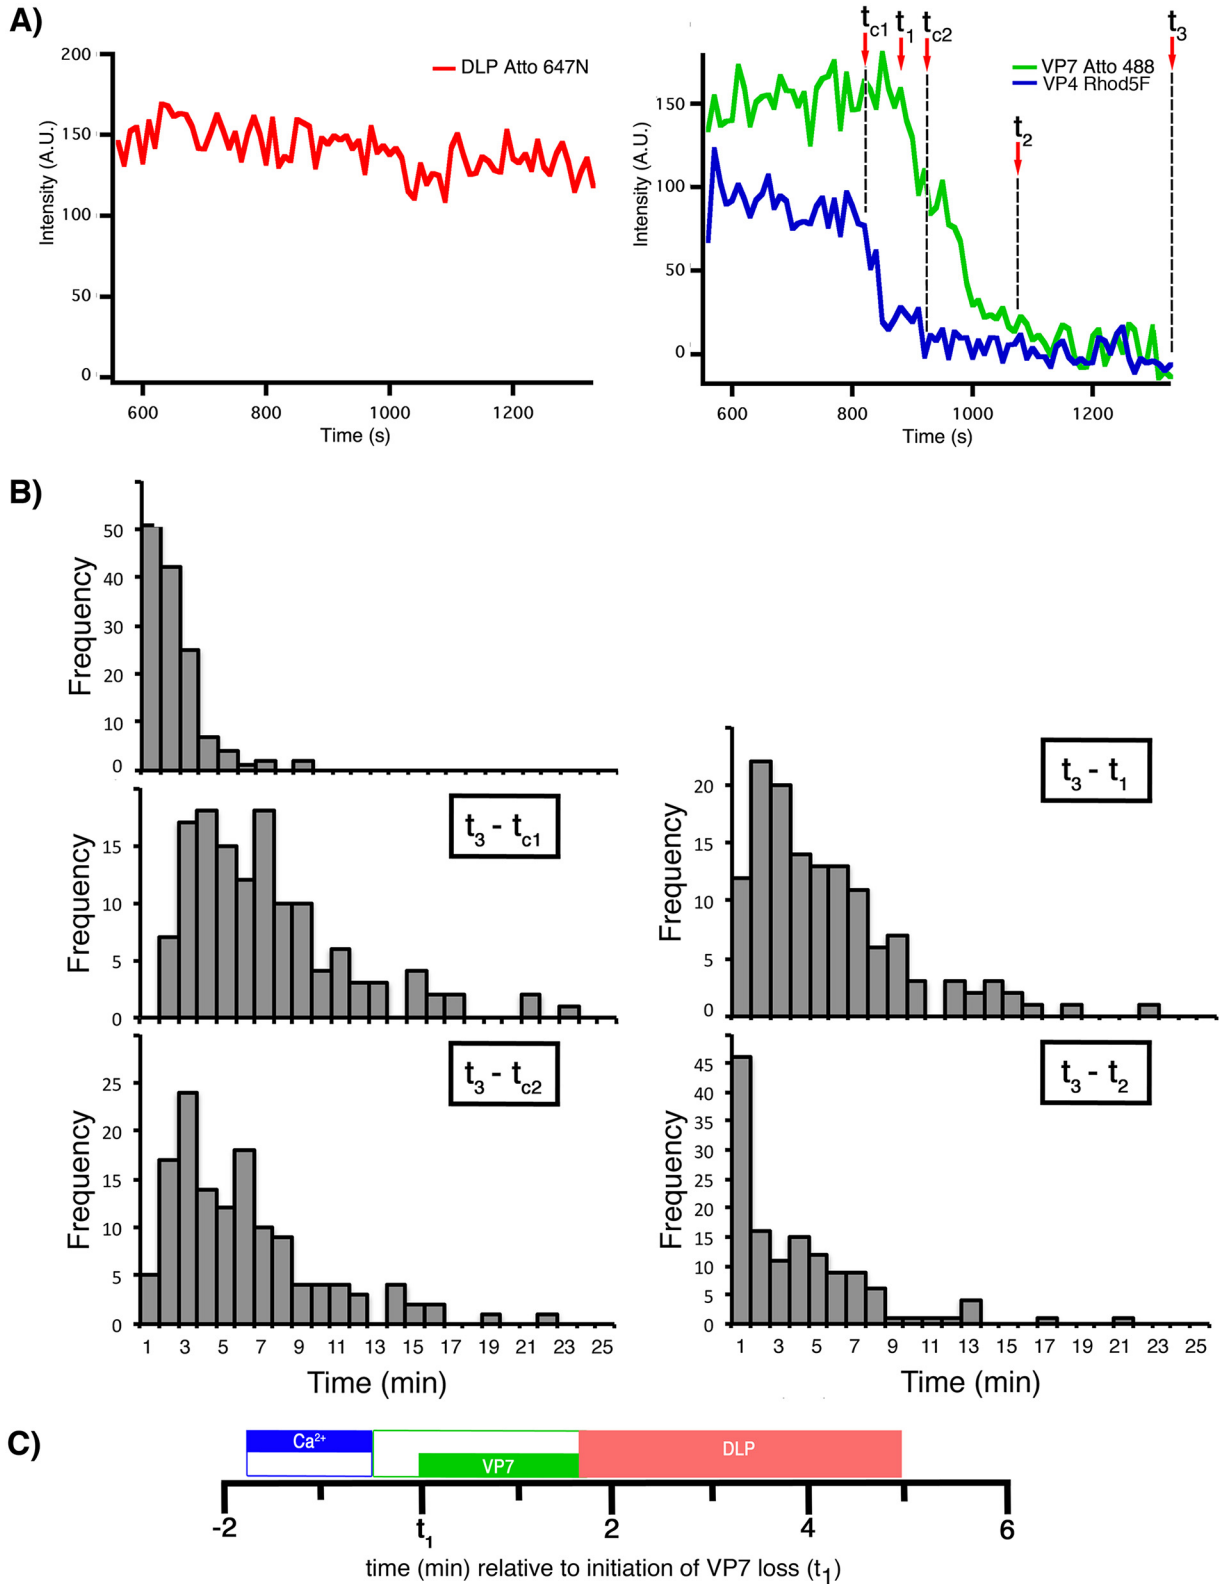 A)
200
150
100
50
0
Intensity (A.U.)
DLP Atto 647N
600 800 1000 1200
Time (s)
tc1 t1 tc2 t3
t2
VP7 Atto 488
VP4 Rhod5F
150
100
50
0
Intensity (A.U.)
600 800 1000 1200
Time (s)
B)
50
40
30
20
10
0
Frequency
t3 - tc1
15
10
5
0
Frequency
t3 - t1
20
15
10
5
0
Frequency
t3 - tc2
25
20
15
10
5
0
Frequency
1 3 5 7 9 11 13 15 17 19 21 23 25
Time (min)
t3 - t2
45
40
35
30
25
20
15
10
5
0
Frequency
1 3 5 7 9 11 13 15 17 19 21 23 25
Time (min)
C)
Ca2+
VP7
DLP
-2 t1 2 4 6
time (min) relative to initiation of VP7 loss (t1)